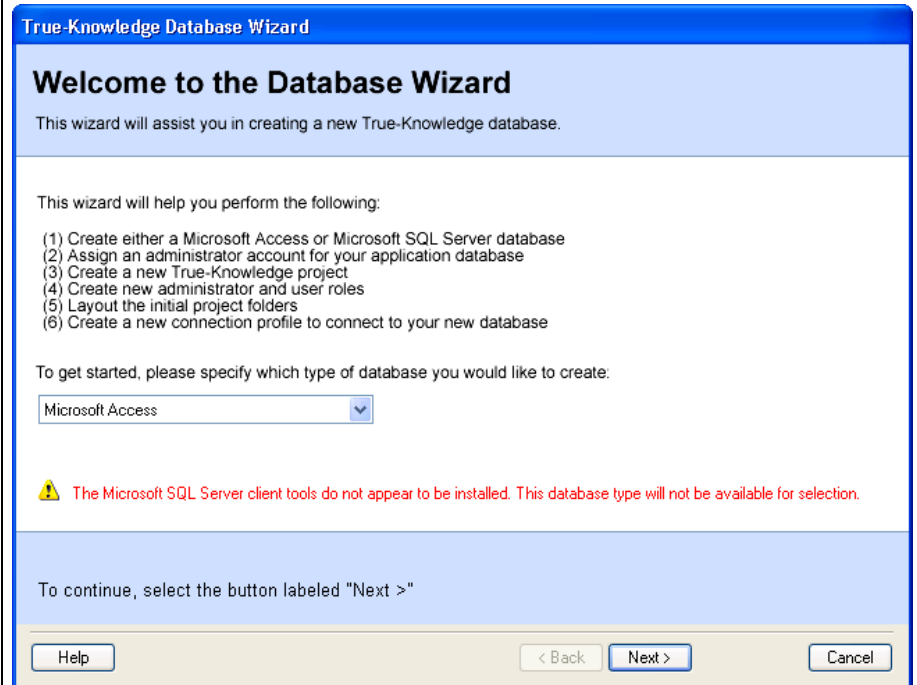 True-Knowledge Database Wizard
Welcome to the Database Wizard
This wizard will assist you in creating a new True-Knowledge database.
This wizard will help you perform the following:
(1) Create either a Microsoft Access or Microsoft SQL Server database
(2) Assign an administrator account for your application database
(3) Create a new True-Knowledge project
(4) Create new administrator and user roles
(5) Layout the initial project folders
(6) Create a new connection profile to connect to your new database
To get started, please specify which type of database you would like to create:
Microsoft Access
The Microsoft SQL Server client tools do not appear to be installed. This database type will not be available for selection.
To continue, select the button labeled "Next >"
Help < Back Next > Cancel